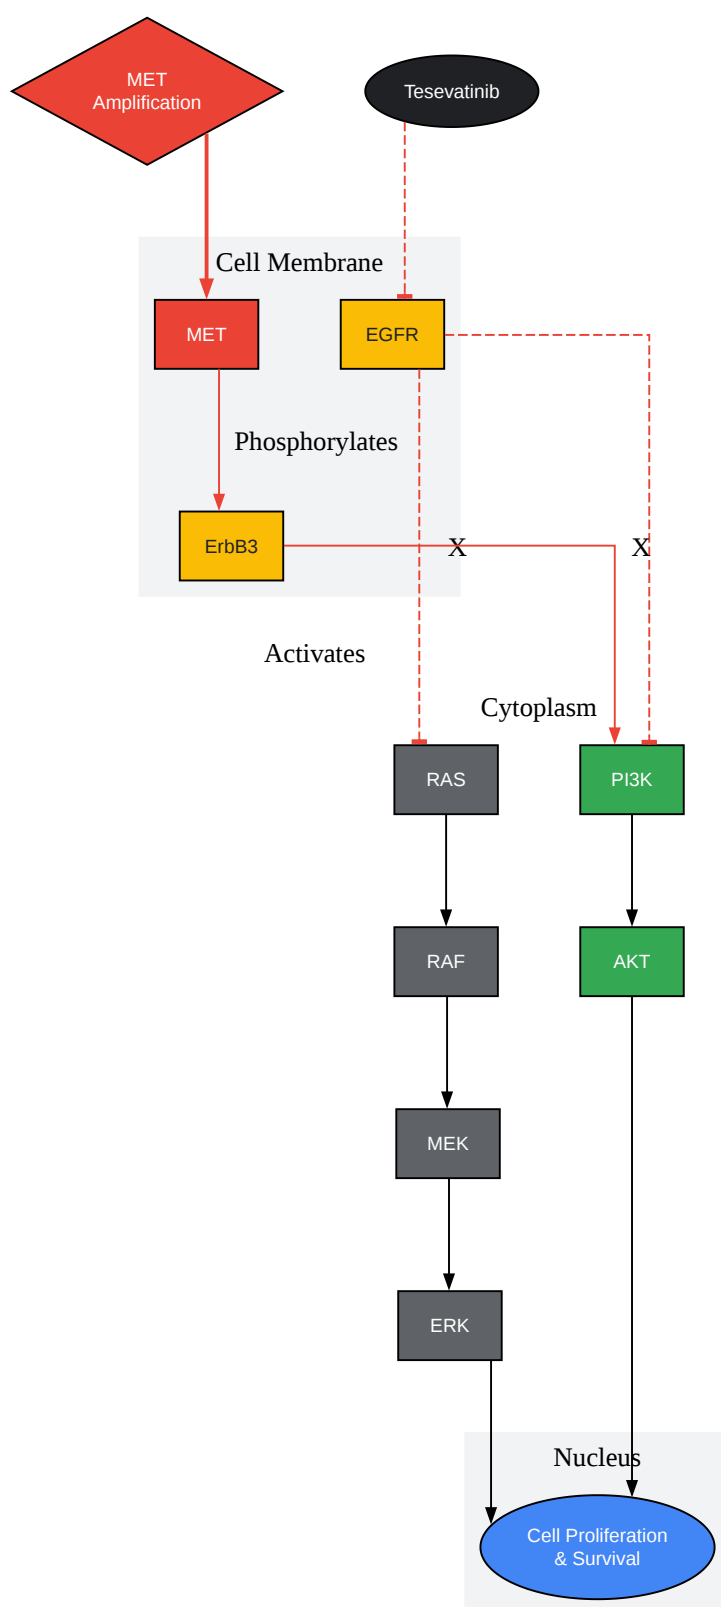 MET
Amplification
Tesevatinib
Cell Membrane
MET
EGFR
Phosphorylates
ErbB3
X
X
Activates
Cytoplasm
RAS
PI3K
RAF
AKT
MEK
ERK
Nucleus
Cell Proliferation
& Survival